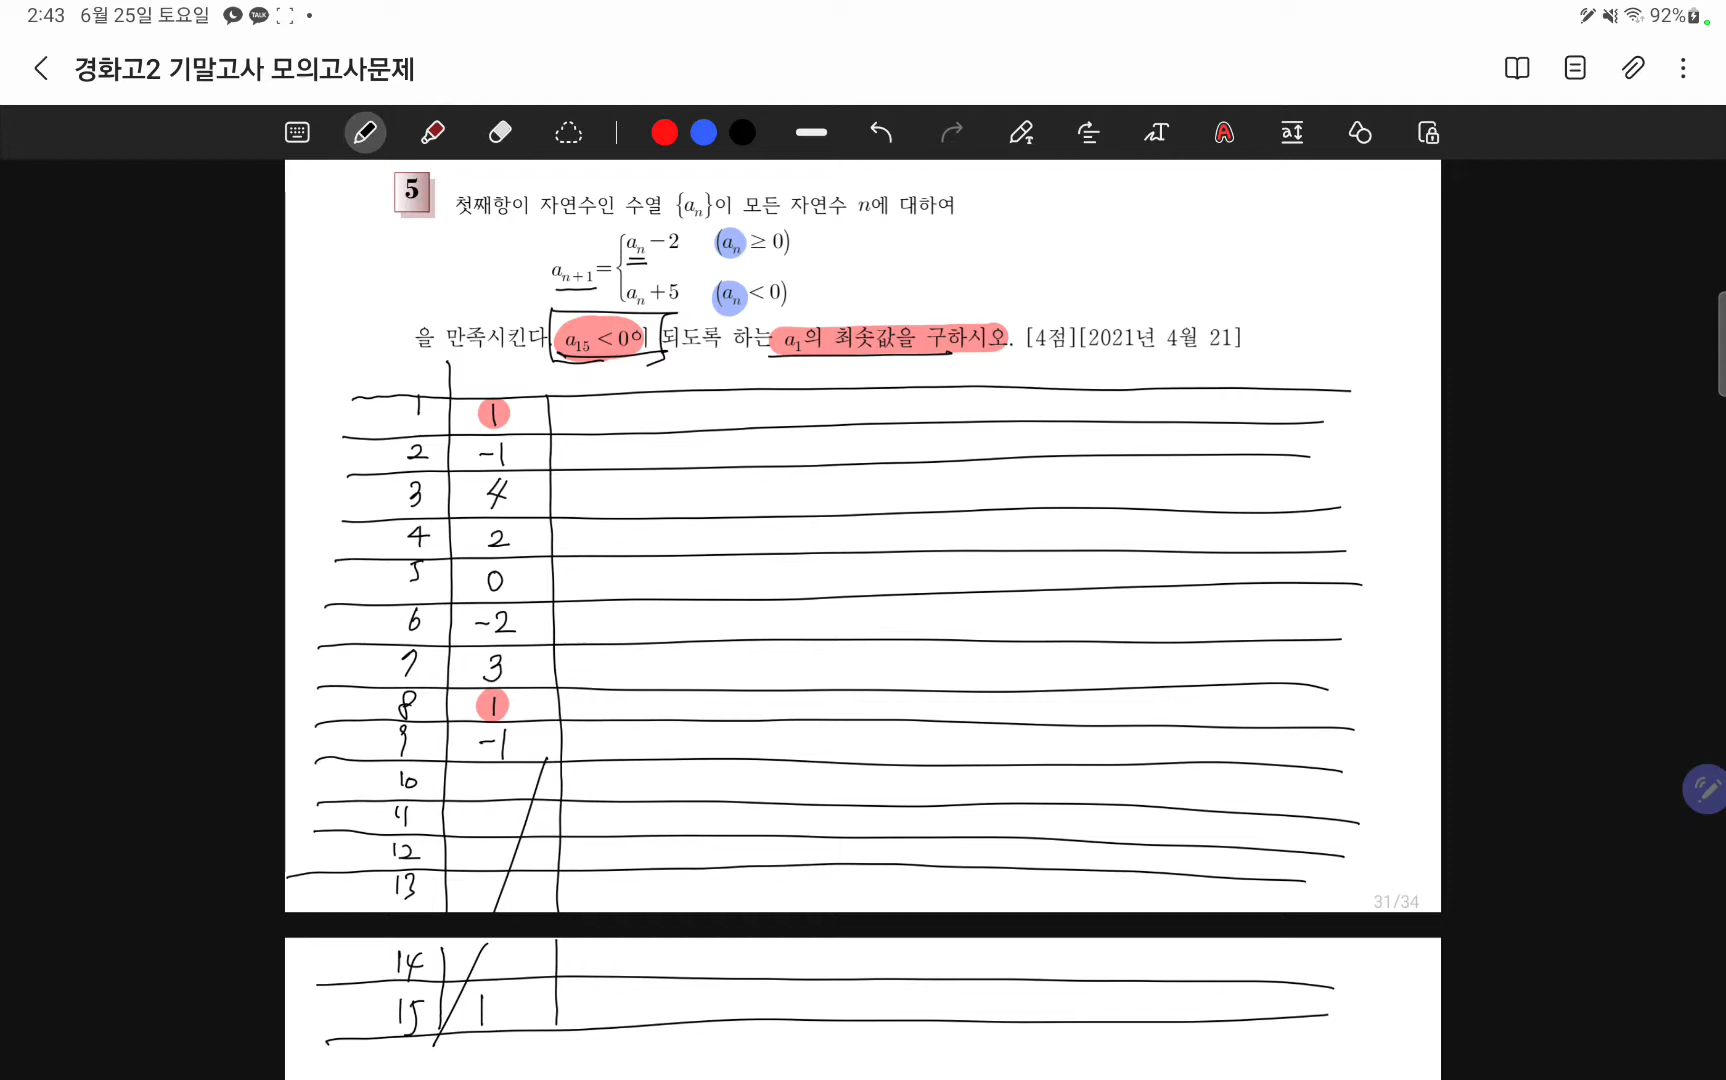 2:43 6월 25일 토요일 TALK 92%
경화고2 기말고사 모의고사문제
5 첫째항이 자연수인 수열 {aₙ}이 모든 자연수 n에 대하여
aₙ₊₁= { aₙ−2 (aₙ ≥ 0)
aₙ+5 (aₙ < 0)
을 만족시킨다. a₁₅ < 0이 되도록 하는 a₁의 최솟값을 구하시오. [4점][2021년 4월 21]
1 1
2 -1
3 4
4 2
5 0
6 -2
7 3
8 1
9 -1
10
11
12
13
31/34
14
15 1